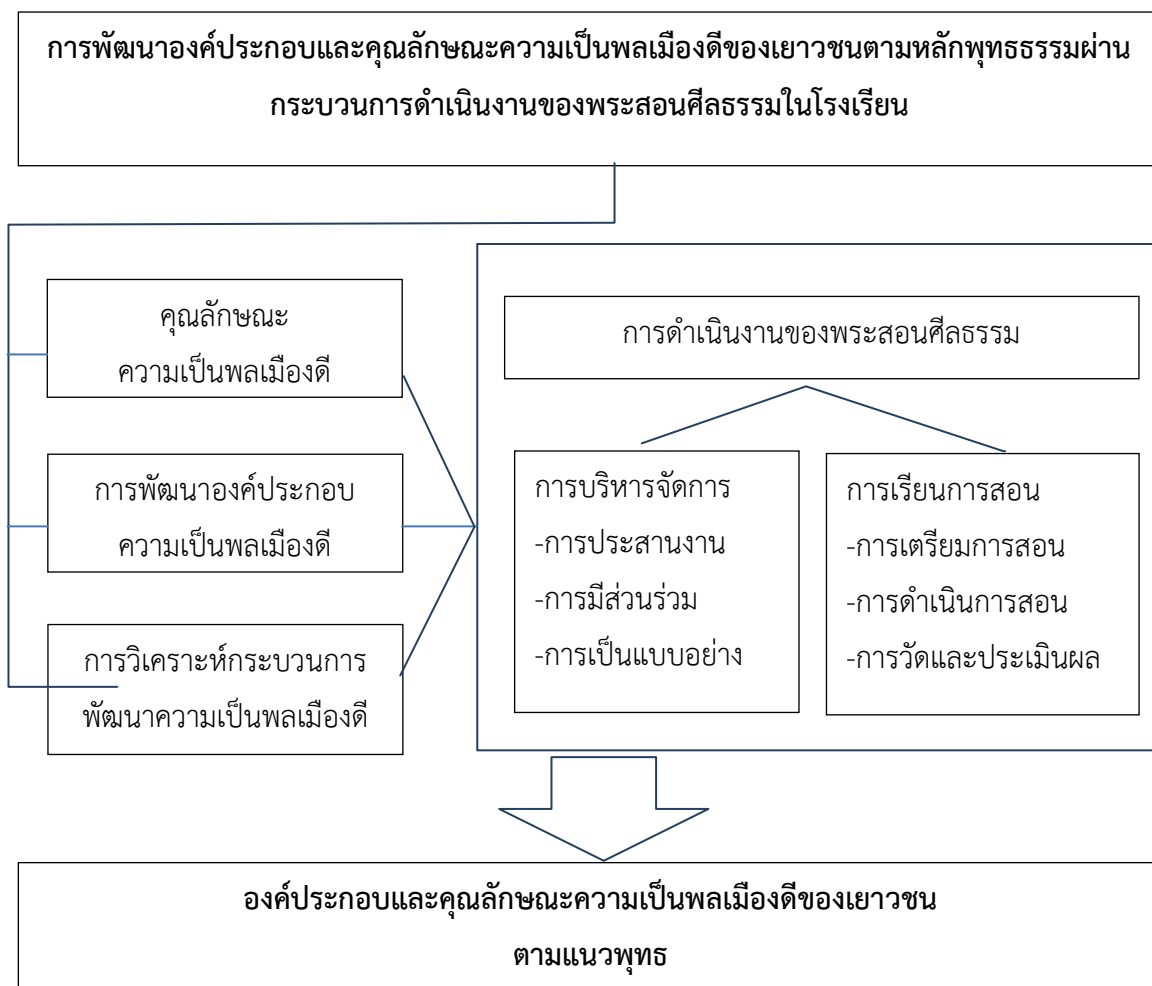 การพัฒนาองค์ประกอบและคุณลักษณะความเป็นพลเมืองดีของเยาวชนตามหลักพุทธธรรมผ่าน
กระบวนการดำเนินงานของพระสอนศีลธรรมในโรงเรียน
คุณลักษณะ
ความเป็นพลเมืองดี
การพัฒนาองค์ประกอบ
ความเป็นพลเมืองดี
การวิเคราะห์กระบวนการ
พัฒนาความเป็นพลเมืองดี
การดำเนินงานของพระสอนศีลธรรม
การบริหารจัดการ
-การประสานงาน
-การมีส่วนร่วม
-การเป็นแบบอย่าง
การเรียนการสอน
-การเตรียมการสอน
-การดำเนินการสอน
-การวัดและประเมินผล
องค์ประกอบและคุณลักษณะความเป็นพลเมืองดีของเยาวชน
ตามแนวพุทธ